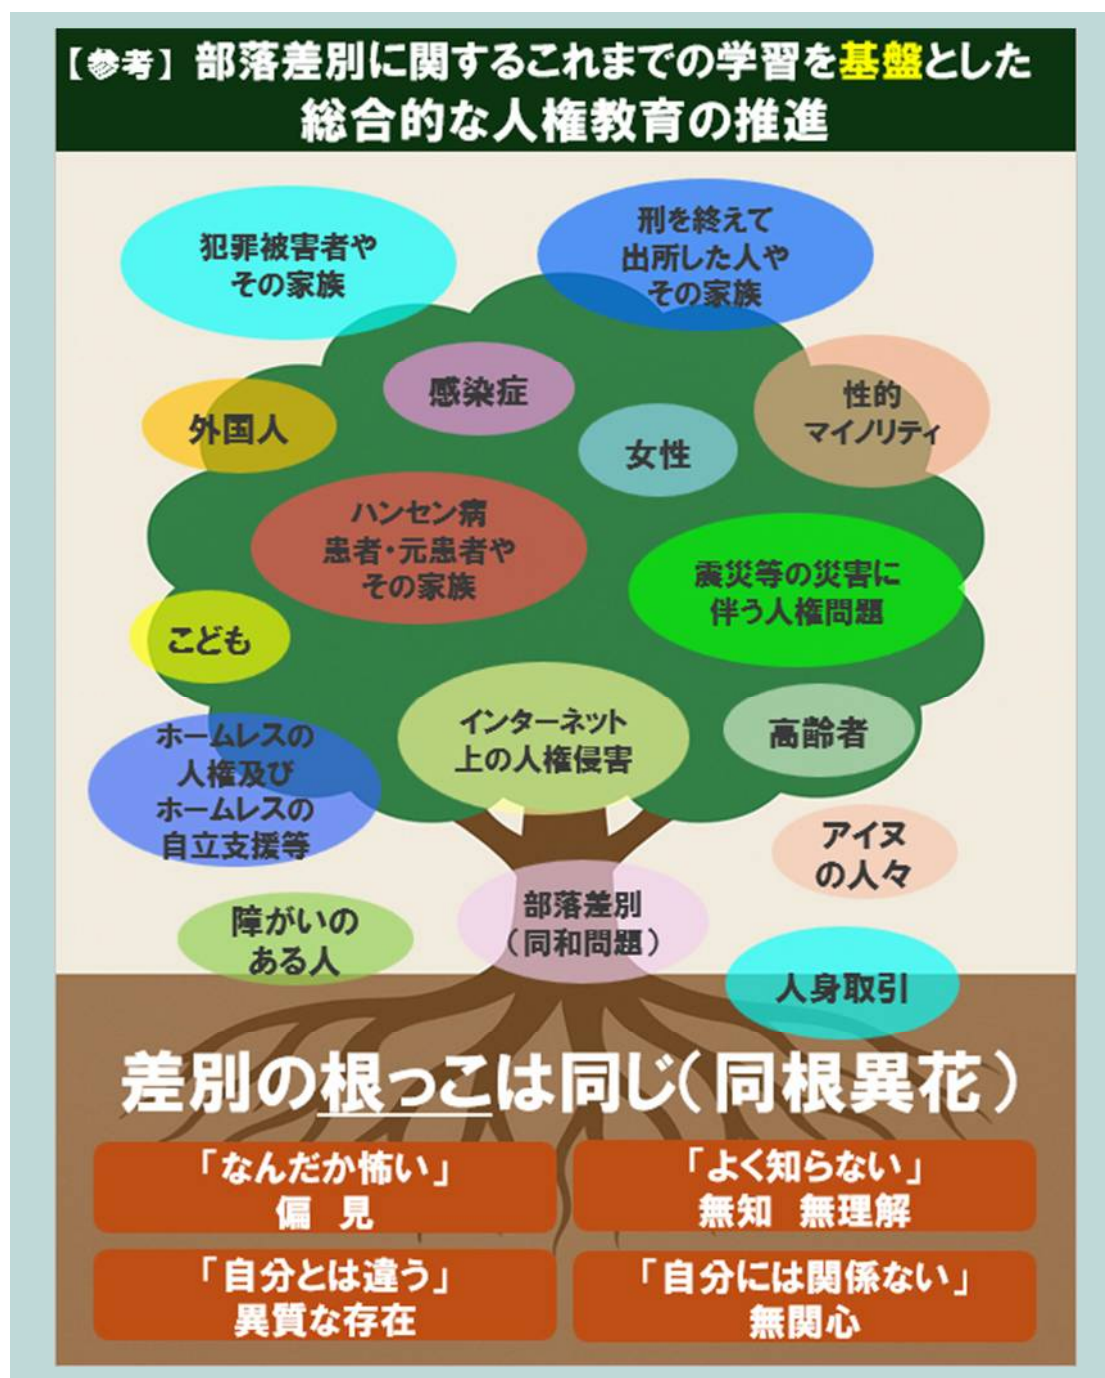 【参考】部落差別に関するこれまでの学習を基盤とした
総合的な人権教育の推進
犯罪被害者や
その家族
刑を終えて
出所した人や
その家族
感染症
性的
マイノリティ
外国人
女性
ハンセン病
患者・元患者や
その家族
震災等の災害に
伴う人権問題
こども
インターネット
上の人権侵害
高齢者
ホームレスの
人権及び
ホームレスの
自立支援等
アイヌ
の人々
部落差別
（同和問題）
障がいの
ある人
人身取引
差別の根っこは同じ（同根異花）
「なんだか怖い」
偏　見
「よく知らない」
無知　無理解
「自分とは違う」
異質な存在
「自分には関係ない」
無関心